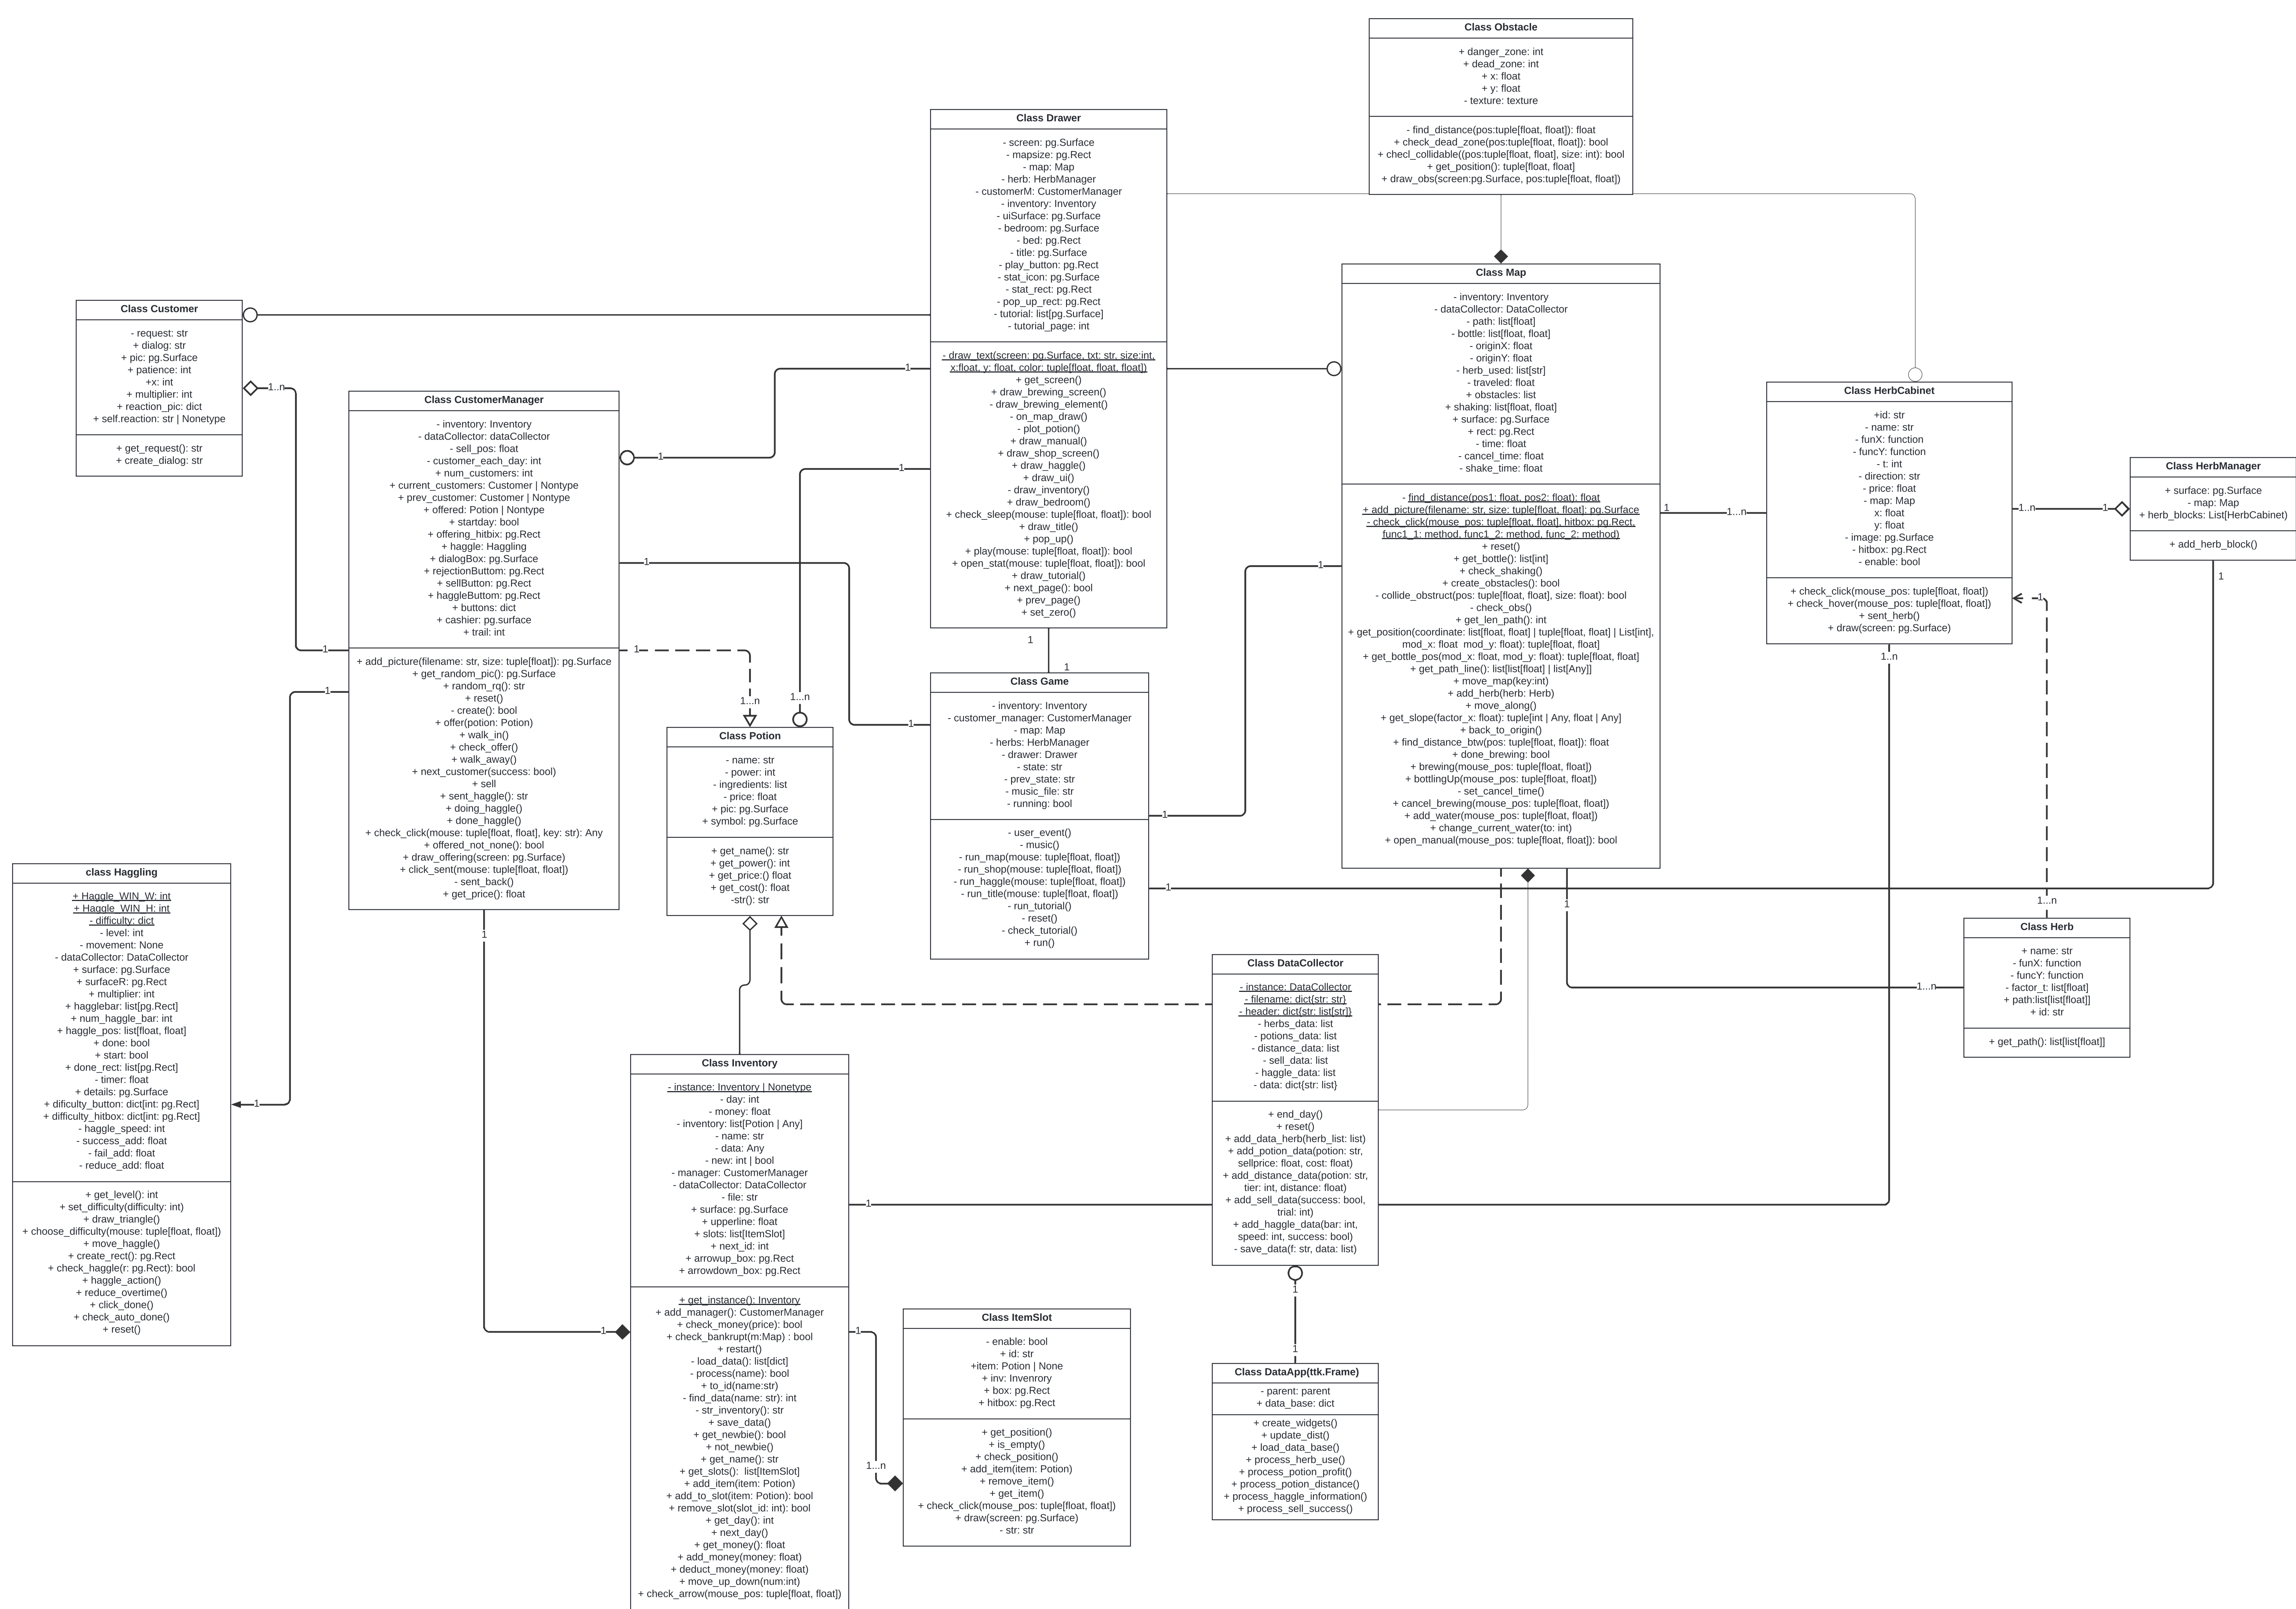 Class Obstacle
+ danger_zone: int
+ dead_zone: int
+ x: float
+ y: float
- texture: texture
- find_distance(pos:tuple[float, float]): float
+ check_dead_zone(pos:tuple[float, float]): bool
+ checl_collidable((pos:tuple[float, float], size: int): bool
+ get_position(): tuple[float, float]
+ draw_obs(screen:pg.Surface, pos:tuple[float, float])
Class Drawer
- screen: pg.Surface
- mapsize: pg.Rect
- map: Map
- herb: HerbManager
- customerM: CustomerManager
- inventory: Inventory
- uiSurface: pg.Surface
- bedroom: pg.Surface
- bed: pg.Rect
- title: pg.Surface
- play_button: pg.Rect
- stat_icon: pg.Surface
- stat_rect: pg.Rect
- pop_up_rect: pg.Rect
- tutorial: list[pg.Surface]
- tutorial_page: int
- draw_text(screen: pg.Surface, txt: str, size:int,
x:float, y: float, color: tuple[float, float, float])
+ get_screen()
+ draw_brewing_screen()
- draw_brewing_element()
- on_map_draw()
- plot_potion()
+ draw_manual()
+ draw_shop_screen()
+ draw_haggle()
+ draw_ui()
- draw_inventory()
+ draw_bedroom()
+ check_sleep(mouse: tuple[float, float]): bool
+ draw_title()
+ pop_up()
+ play(mouse: tuple[float, float]): bool
+ open_stat(mouse: tuple[float, float]): bool
+ draw_tutorial()
+ next_page(): bool
+ prev_page()
+ set_zero()
Class Map
- inventory: Inventory
- dataCollector: DataCollector
- path: list[float]
- bottle: list[float, float]
- originX: float
- originY: float
- herb_used: list[str]
- traveled: float
+ obstacles: list
+ shaking: list[float, float]
+ surface: pg.Surface
+ rect: pg.Rect
- time: float
- cancel_time: float
- shake_time: float
- find_distance(pos1: float, pos2: float): float
+ add_picture(filename: str, size: tuple[float, float]: pg.Surface
- check_click(mouse_pos: tuple[float, float], hitbox: pg.Rect,
func1_1: method, func1_2: method, func_2: method)
+ reset()
+ get_bottle(): list[int]
+ check_shaking()
+ create_obstacles(): bool
- collide_obstruct(pos: tuple[float, float], size: float): bool
- check_obs()
+ get_len_path(): int
+ get_position(coordinate: list[float, float] | tuple[float, float] | List[int],
mod_x: float  mod_y: float): tuple[float, float]
+ get_bottle_pos(mod_x: float, mod_y: float): tuple[float, float]
+ get_path_line(): list[list[float] | list[Any]]
+ move_map(key:int)
+ add_herb(herb: Herb)
+ move_along()
+ get_slope(factor_x: float): tuple[int | Any, float | Any]
+ back_to_origin()
+ find_distance_btw(pos: tuple[float, float]): float
+ done_brewing: bool
+ brewing(mouse_pos: tuple[float, float])
+ bottlingUp(mouse_pos: tuple[float, float])
- set_cancel_time()
+ cancel_brewing(mouse_pos: tuple[float, float])
+ add_water(mouse_pos: tuple[float, float])
+ change_current_water(to: int)
+ open_manual(mouse_pos: tuple[float, float]): bool
Class Customer
- request: str
+ dialog: str
+ pic: pg.Surface
+ patience: int
+x: int
+ multiplier: int
+ reaction_pic: dict
+ self.reaction: str | Nonetype
+ get_request(): str
+ create_dialog: str
Class CustomerManager
- inventory: Inventory
- dataCollector: dataCollector
- sell_pos: float
- customer_each_day: int
+ num_customers: int
+ current_customers: Customer | Nontype
+ prev_customer: Customer | Nontype
+ offered: Potion | Nontype
+ startday: bool
+ offering_hitbix: pg.Rect
+ haggle: Haggling
+ dialogBox: pg.Surface
+ rejectionButtom: pg.Rect
+ sellButton: pg.Rect
+ haggleButtom: pg.Rect
+ buttons: dict
+ cashier: pg.surface
+ trail: int
+ add_picture(filename: str, size: tuple[float]): pg.Surface
+ get_random_pic(): pg.Surface
+ random_rq(): str
+ reset()
- create(): bool
+ offer(potion: Potion)
+ walk_in()
+ check_offer()
+ walk_away()
+ next_customer(success: bool)
+ sell
+ sent_haggle(): str
+ doing_haggle()
+ done_haggle()
+ check_click(mouse: tuple[float, float], key: str): Any
+ offered_not_none(): bool
+ draw_offering(screen: pg.Surface)
+ click_sent(mouse: tuple[float, float])
- sent_back()
+ get_price(): float
Class HerbCabinet
+id: str
- name: str
- funX: function
- funcY: function
- t: int
- direction: str
- price: float
- map: Map
x: float
y: float
- image: pg.Surface
- hitbox: pg.Rect
- enable: bool
+ check_click(mouse_pos: tuple[float, float])
+ check_hover(mouse_pos: tuple[float, float])
+ sent_herb()
+ draw(screen: pg.Surface)
Class HerbManager
+ surface: pg.Surface
- map: Map
+ herb_blocks: List[HerbCabinet)
+ add_herb_block()
Class Potion
- name: str
- power: int
- ingredients: list
- price: float
+ pic: pg.Surface
+ symbol: pg.Surface
+ get_name(): str
+ get_power(): int
+ get_price:() float
+ get_cost(): float
-str(): str
Class Game
- inventory: Inventory
- customer_manager: CustomerManager
- map: Map
- herbs: HerbManager
- drawer: Drawer
- state: str
- prev_state: str
- music_file: str
- running: bool
- user_event()
- music()
- run_map(mouse: tuple[float, float])
- run_shop(mouse: tuple[float, float])
- run_haggle(mouse: tuple[float, float])
- run_title(mouse: tuple[float, float])
- run_tutorial()
- reset()
- check_tutorial()
+ run()
class Haggling
+ Haggle_WIN_W: int
+ Haggle_WIN_H: int
- difficulty: dict
- level: int
- movement: None
- dataCollector: DataCollector
+ surface: pg.Surface
+ surfaceR: pg.Rect
+ multiplier: int
+ hagglebar: list[pg.Rect]
+ num_haggle_bar: int
+ haggle_pos: list[float, float]
+ done: bool
+ start: bool
+ done_rect: list[pg.Rect]
- timer: float
+ details: pg.Surface
+ dificulty_button: dict[int: pg.Rect]
+ difficulty_hitbox: dict[int: pg.Rect]
- haggle_speed: int
- success_add: float
- fail_add: float
- reduce_add: float
+ get_level(): int
+ set_difficulty(difficulty: int)
+ draw_triangle()
+ choose_difficulty(mouse: tuple[float, float])
+ move_haggle()
+ create_rect(): pg.Rect
+ check_haggle(r: pg.Rect): bool
+ haggle_action()
+ reduce_overtime()
+ click_done()
+ check_auto_done()
+ reset()
Class DataCollector
- instance: DataCollector
- filename: dict{str: str}
- header: dict{str: list[str]}
- herbs_data: list
- potions_data: list
- distance_data: list
- sell_data: list
- haggle_data: list
- data: dict{str: list}
+ end_day()
+ reset()
+ add_data_herb(herb_list: list)
+ add_potion_data(potion: str,
sellprice: float, cost: float)
+ add_distance_data(potion: str,
tier: int, distance: float)
+ add_sell_data(success: bool,
trial: int)
+ add_haggle_data(bar: int,
speed: int, success: bool)
- save_data(f: str, data: list)
Class Herb
+ name: str
- funX: function
- funcY: function
- factor_t: list[float]
+ path:list[list[float]]
+ id: str
+ get_path(): list[list[float]]
Class Inventory
- instance: Inventory | Nonetype
- day: int
- money: float
- inventory: list[Potion | Any]
- name: str
- data: Any
- new: int | bool
- manager: CustomerManager
- dataCollector: DataCollector
- file: str
+ surface: pg.Surface
+ upperline: float
+ slots: list[ItemSlot]
+ next_id: int
+ arrowup_box: pg.Rect
+ arrowdown_box: pg.Rect
+ get_instance(): Inventory
+ add_manager(): CustomerManager
+ check_money(price): bool
+ check_bankrupt(m:Map) : bool
+ restart()
- load_data(): list[dict]
- process(name): bool
+ to_id(name:str)
- find_data(name: str): int
- str_inventory(): str
+ save_data()
+ get_newbie(): bool
+ not_newbie()
+ get_name(): str
+ get_slots():  list[ItemSlot]
+ add_item(item: Potion)
+ add_to_slot(item: Potion): bool
+ remove_slot(slot_id: int): bool
+ get_day(): int
+ next_day()
+ get_money(): float
+ add_money(money: float)
+ deduct_money(money: float)
+ move_up_down(num:int)
+ check_arrow(mouse_pos: tuple[float, float])
Class ItemSlot
- enable: bool
+ id: str
+item: Potion | None
+ inv: Invenrory
+ box: pg.Rect
+ hitbox: pg.Rect
+ get_position()
+ is_empty()
+ check_position()
+ add_item(item: Potion)
+ remove_item()
+ get_item()
+ check_click(mouse_pos: tuple[float, float])
+ draw(screen: pg.Surface)
- str: str
Class DataApp(ttk.Frame)
- parent: parent
+ data_base: dict
+ create_widgets()
+ update_dist()
+ load_data_base()
+ process_herb_use()
+ process_potion_profit()
+ process_potion_distance()
+ process_haggle_information()
+ process_sell_success()
1..n
1
1
1
1
1
1
1
1...n
1
1...n
1
1
1
1
1
1
1...n
1..n
1
1
1
1...n
1..n
1
1...n
1
1
1
1
1
1...n
1
1